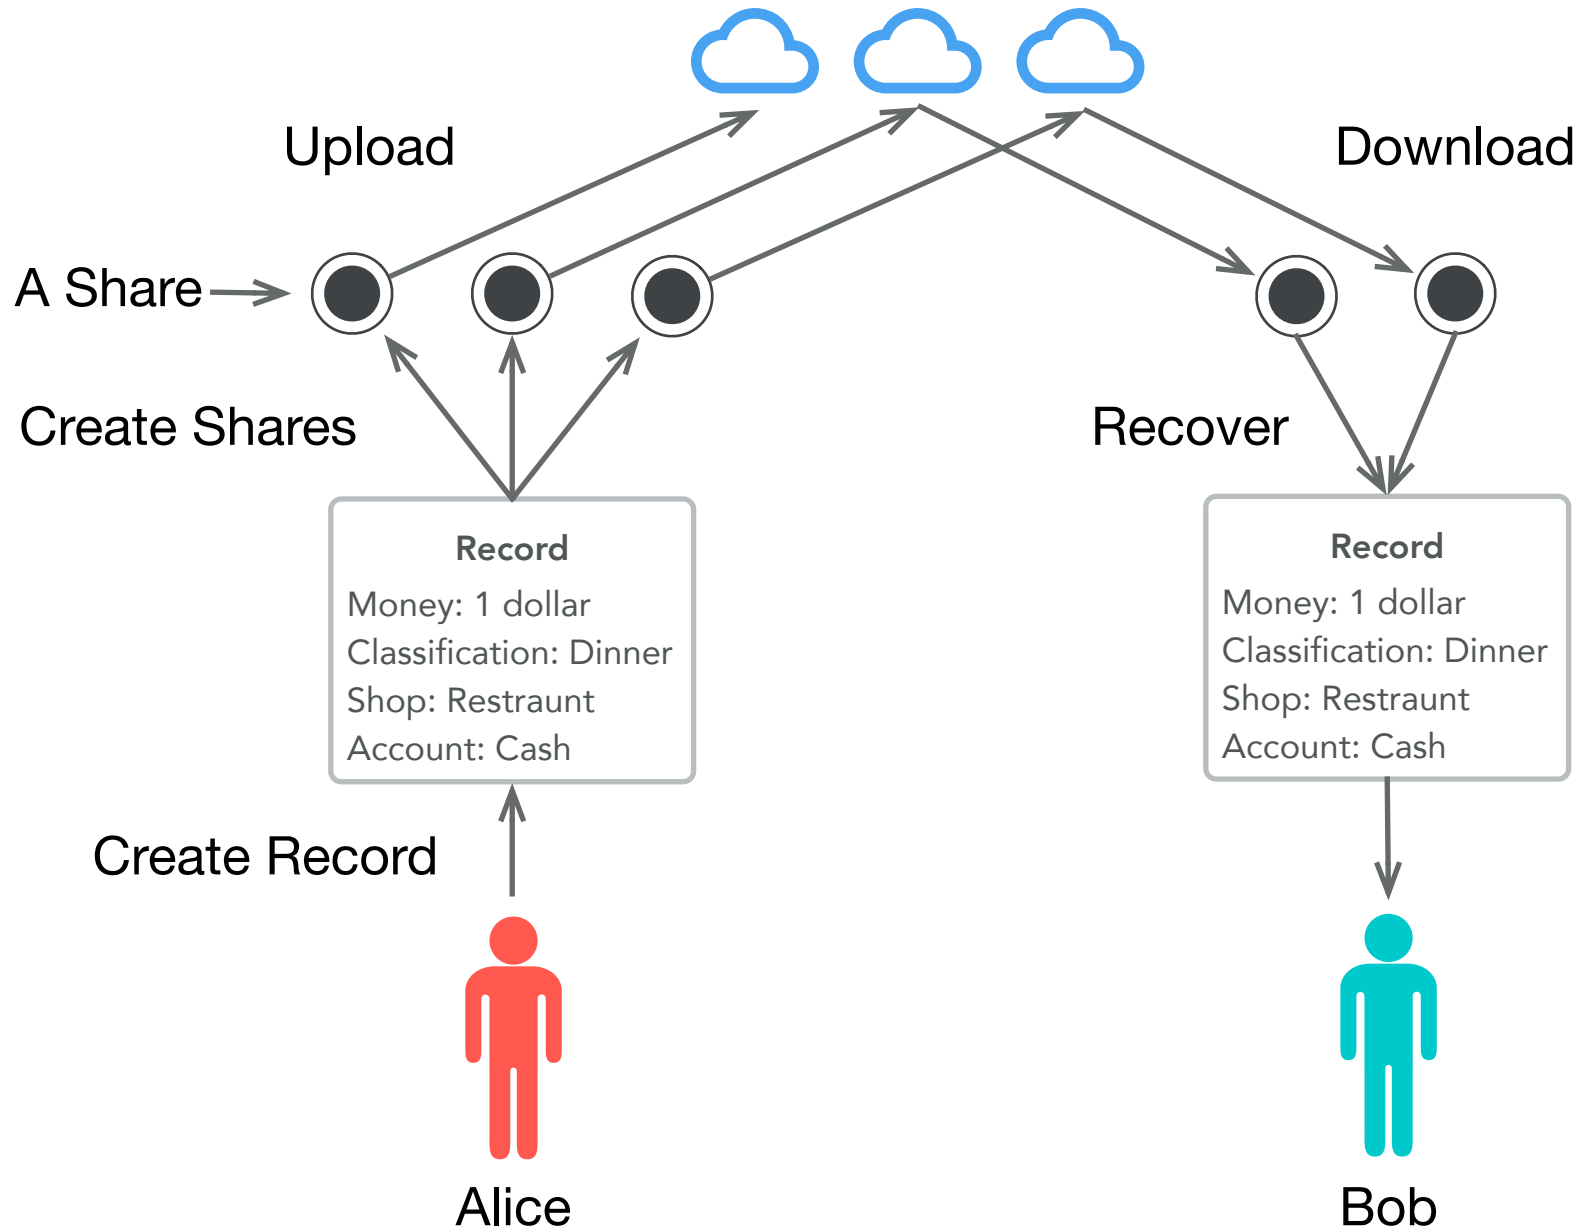 Upload
Download
A Share
Create Shares
Recover
Record
Money: 1 dollar
Classification: Dinner
Shop: Restraunt
Account: Cash
Record
Money: 1 dollar
Classification: Dinner
Shop: Restraunt
Account: Cash
Create Record
Alice
Bob